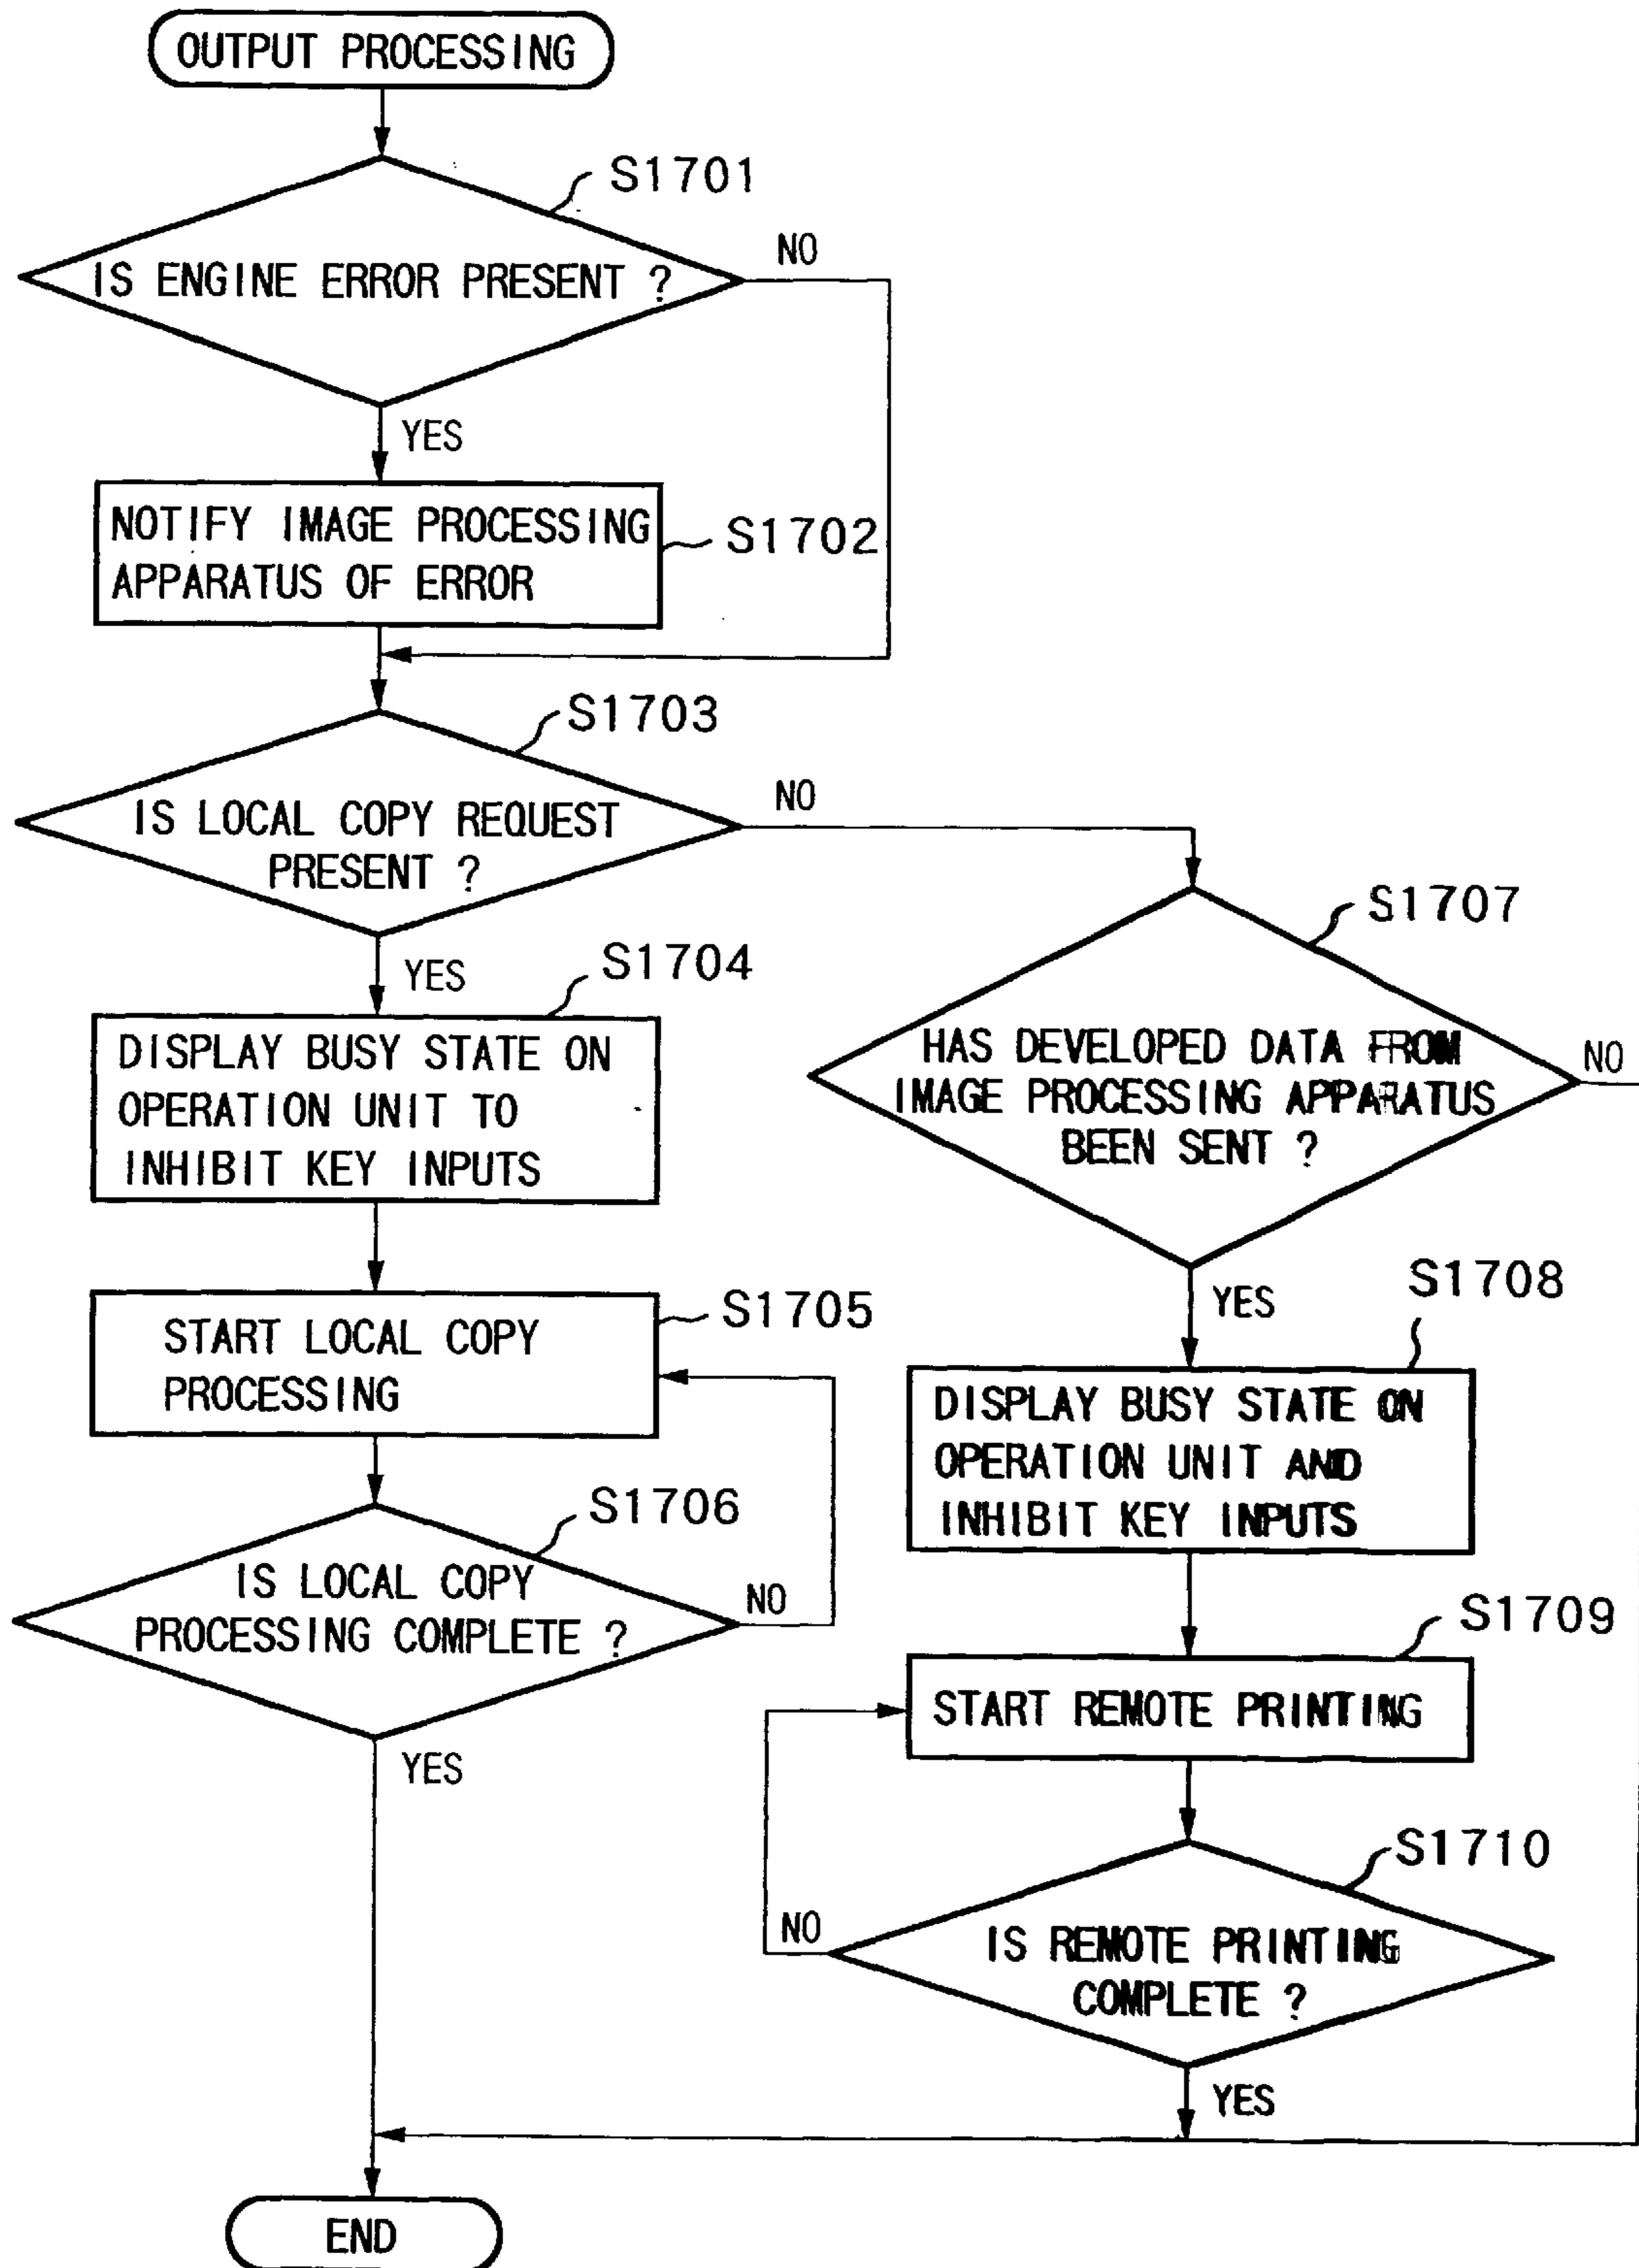 OUTPUT PROCESSING
S1701
IS ENGINE ERROR PRESENT ?
NO
YES
NOTIFY IMAGE PROCESSING
APPARATUS OF ERROR
S1702
S1703
IS LOCAL COPY REQUEST
PRESENT ?
NO
YES
S1704
DISPLAY BUSY STATE ON
OPERATION UNIT TO
INHIBIT KEY INPUTS
START LOCAL COPY
PROCESSING
S1705
S1706
IS LOCAL COPY
PROCESSING COMPLETE ?
NO
YES
S1707
HAS DEVELOPED DATA FROM
IMAGE PROCESSING APPARATUS
BEEN SENT ?
NO
YES
S1708
DISPLAY BUSY STATE ON
OPERATION UNIT AND
INHIBIT KEY INPUTS
S1709
START REMOTE PRINTING
S1710
IS REMOTE PRINTING
COMPLETE ?
NO
YES
END